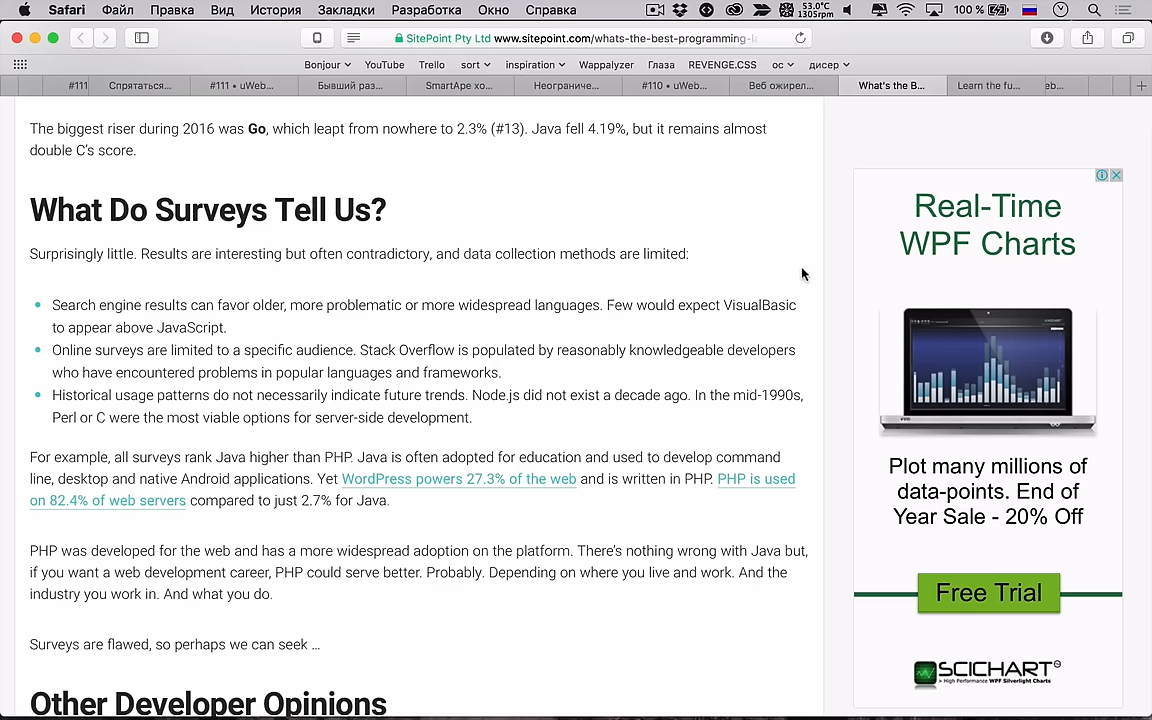 Safari Файл Правка Вид История Закладки Разработка Окно Справка 53.0°C 1305rpm 100 %
SitePoint Pty Ltd www.sitepoint.com/whats-the-best-programming-la
Bonjour YouTube Trello sort inspiration Wappalyzer Глаза REVENGE.CSS ос дисер
#111 Спрятаться... #111 • uWeb... Бывший раз... SmartApe хо... Неограниче... #110 • uWeb... Веб ожирел... What's the B... Learn the fu... eb...
The biggest riser during 2016 was Go, which leapt from nowhere to 2.3% (#13). Java fell 4.19%, but it remains almost
double C's score.
What Do Surveys Tell Us?
Surprisingly little. Results are interesting but often contradictory, and data collection methods are limited:
Search engine results can favor older, more problematic or more widespread languages. Few would expect VisualBasic
to appear above JavaScript.
Online surveys are limited to a specific audience. Stack Overflow is populated by reasonably knowledgeable developers
who have encountered problems in popular languages and frameworks.
Historical usage patterns do not necessarily indicate future trends. Node.js did not exist a decade ago. In the mid-1990s,
Perl or C were the most viable options for server-side development.
For example, all surveys rank Java higher than PHP. Java is often adopted for education and used to develop command
line, desktop and native Android applications. Yet WordPress powers 27.3% of the web and is written in PHP. PHP is used
on 82.4% of web servers compared to just 2.7% for Java.
PHP was developed for the web and has a more widespread adoption on the platform. There's nothing wrong with Java but,
if you want a web development career, PHP could serve better. Probably. Depending on where you live and work. And the
industry you work in. And what you do.
Surveys are flawed, so perhaps we can seek ...
Other Developer Opinions
Real-Time
WPF Charts
Plot many millions of
data-points. End of
Year Sale - 20% Off
Free Trial
SCICHART
> High Performance WPF Silverlight Charts